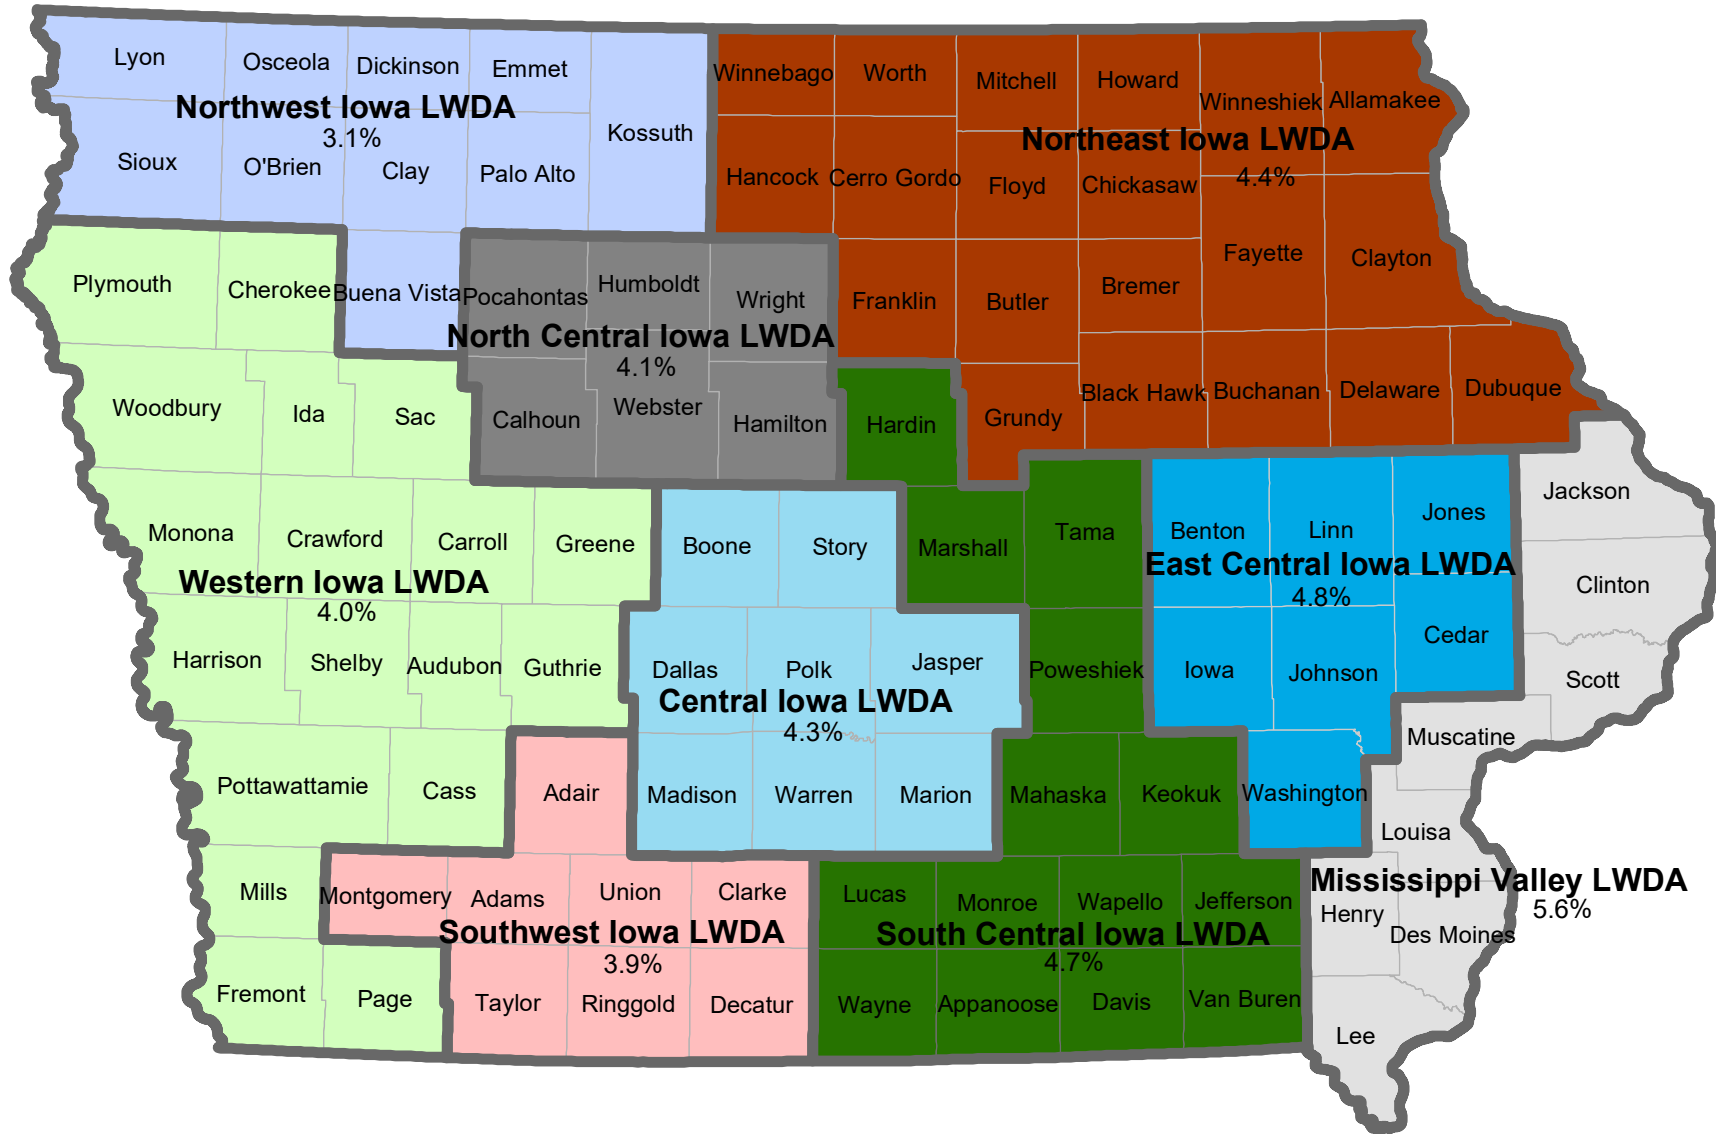 Lyon
Osceola
Dickinson
Emmet
Northwest Iowa LWDA
3.1%
Kossuth
Sioux
O'Brien
Clay
Palo Alto
Buena Vista
Winnebago
Worth
Mitchell
Howard
Winneshiek
Allamakee
Northeast Iowa LWDA
4.4%
Hancock
Cerro Gordo
Floyd
Chickasaw
Fayette
Clayton
Franklin
Butler
Bremer
Grundy
Black Hawk
Buchanan
Delaware
Dubuque
Pocahontas
Humboldt
Wright
North Central Iowa LWDA
4.1%
Calhoun
Webster
Hamilton
Plymouth
Cherokee
Woodbury
Ida
Sac
Monona
Crawford
Carroll
Greene
Western Iowa LWDA
4.0%
Harrison
Shelby
Audubon
Guthrie
Pottawattamie
Cass
Mills
Fremont
Page
Boone
Story
Dallas
Polk
Jasper
Central Iowa LWDA
4.3%
Madison
Warren
Marion
Hardin
Marshall
Tama
Poweshiek
Mahaska
Keokuk
Lucas
Monroe
Wapello
Jefferson
South Central Iowa LWDA
4.7%
Wayne
Appanoose
Davis
Van Buren
Benton
Linn
Jones
East Central Iowa LWDA
4.8%
Cedar
Iowa
Johnson
Washington
Jackson
Clinton
Scott
Muscatine
Louisa
Mississippi Valley LWDA
5.6%
Henry
Des Moines
Lee
Adair
Montgomery
Adams
Union
Clarke
Southwest Iowa LWDA
3.9%
Taylor
Ringgold
Decatur